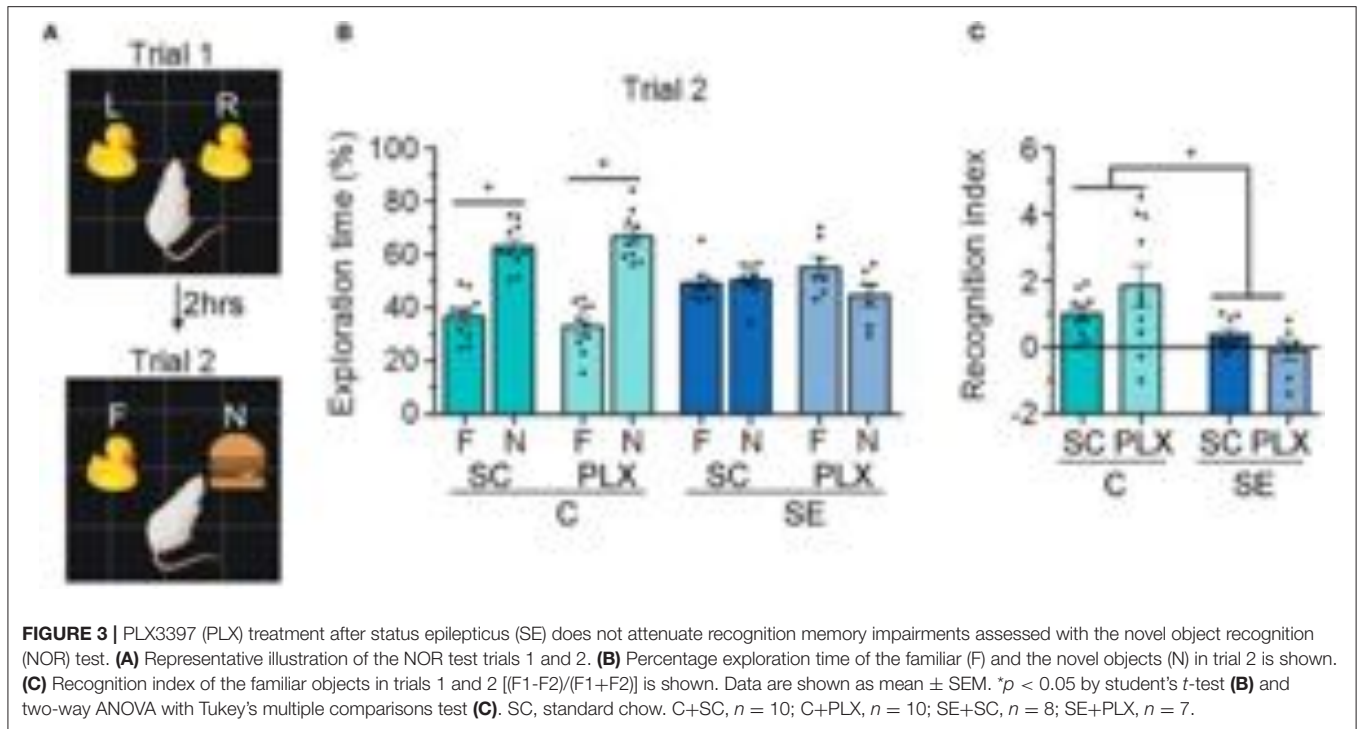 A
Trial 1
L R
2hrs
Trial 2
F N
B
Trial 2
Exploration time (%)
100
80
60
40
20
0
F N F N F N F N
SC PLX SC PLX
C SE
C
Recognition index
6
4
2
0
-2
SC PLX SC PLX
C SE
FIGURE 3 | PLX3397 (PLX) treatment after status epilepticus (SE) does not attenuate recognition memory impairments assessed with the novel object recognition
(NOR) test. (A) Representative illustration of the NOR test trials 1 and 2. (B) Percentage exploration time of the familiar (F) and the novel objects (N) in trial 2 is shown.
(C) Recognition index of the familiar objects in trials 1 and 2 [(F1-F2)/(F1+F2)] is shown. Data are shown as mean ± SEM. *p < 0.05 by student's t-test (B) and
two-way ANOVA with Tukey's multiple comparisons test (C). SC, standard chow. C+SC, n = 10; C+PLX, n = 10; SE+SC, n = 8; SE+PLX, n = 7.